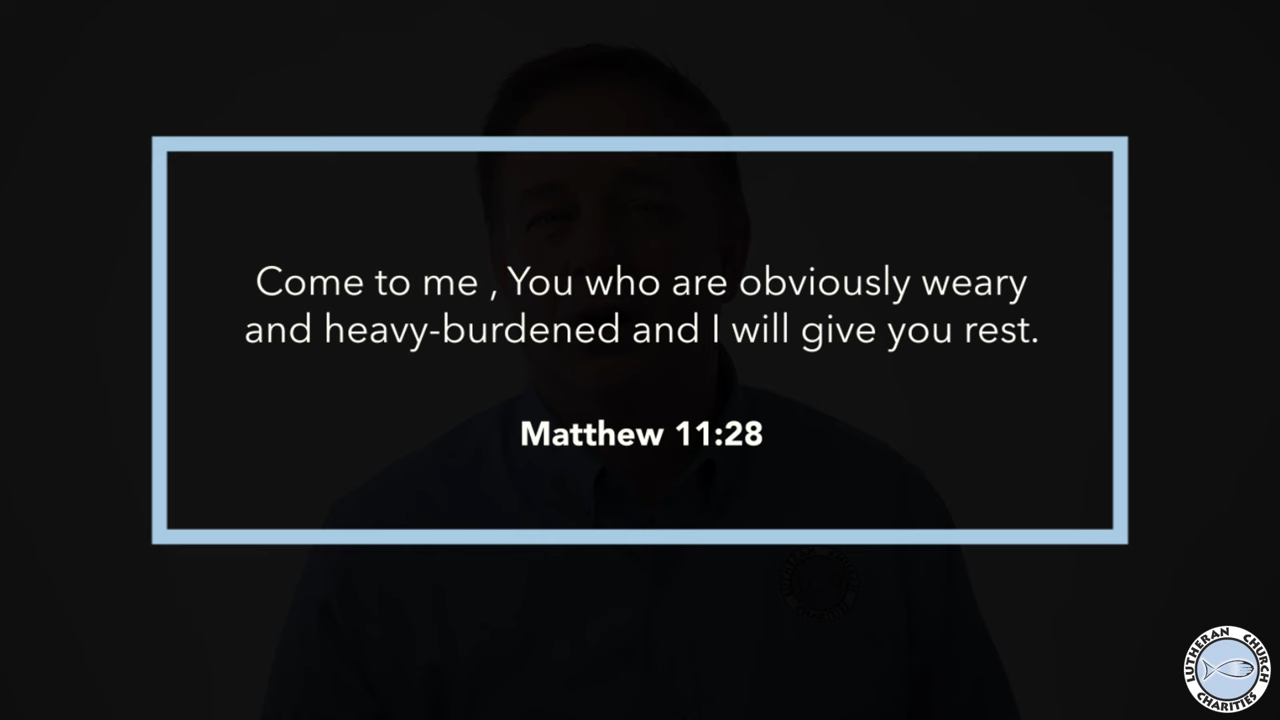 Come to me , You who are obviously weary
and heavy-burdened and I will give you rest.
Matthew 11:28
LUTHERAN CHURCH
CHARITIES